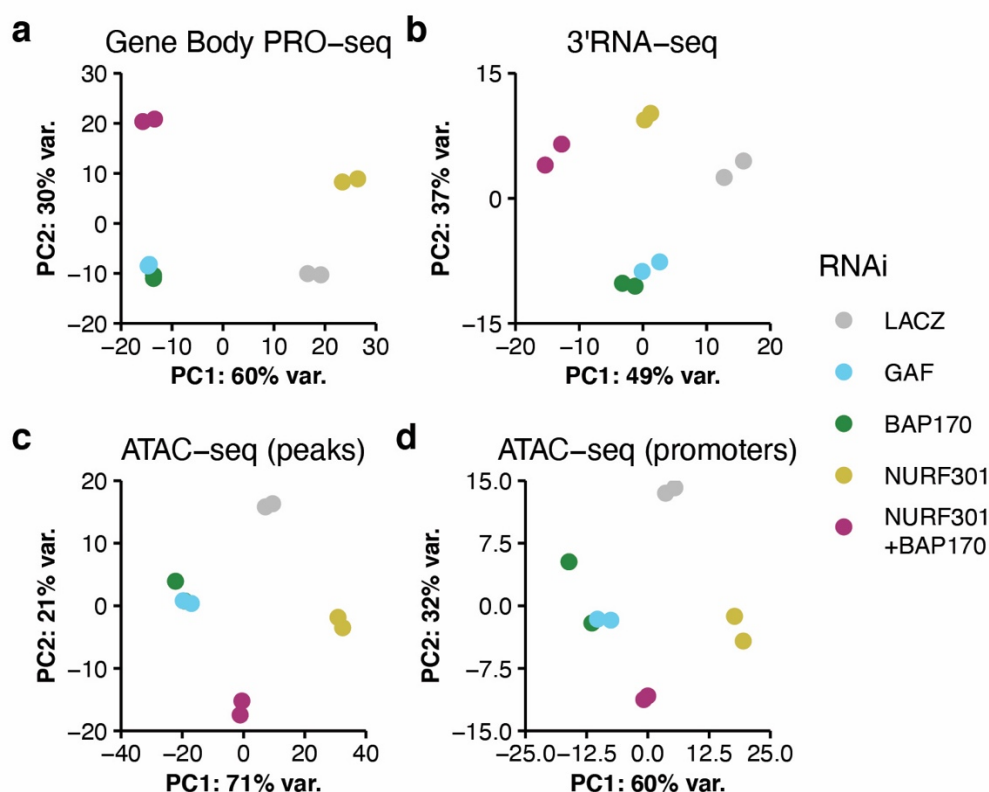 a
Gene Body PRO−seq
30
20
10
0
−10
−20
PC2: 30% var.
−20 −10 0 10 20 30
PC1: 60% var.
b
3'RNA−seq
15
0
−15
PC2: 37% var.
−20 −10 0 10 20
PC1: 49% var.
c
ATAC−seq (peaks)
20
10
0
−10
−20
PC2: 21% var.
−40 −20 0 20 40
PC1: 71% var.
d
ATAC−seq (promoters)
15.0
7.5
0.0
−7.5
−15.0
PC2: 32% var.
−25.0 −12.5 0.0 12.5 25.0
PC1: 60% var.
RNAi
LACZ
GAF
BAP170
NURF301
NURF301
+BAP170